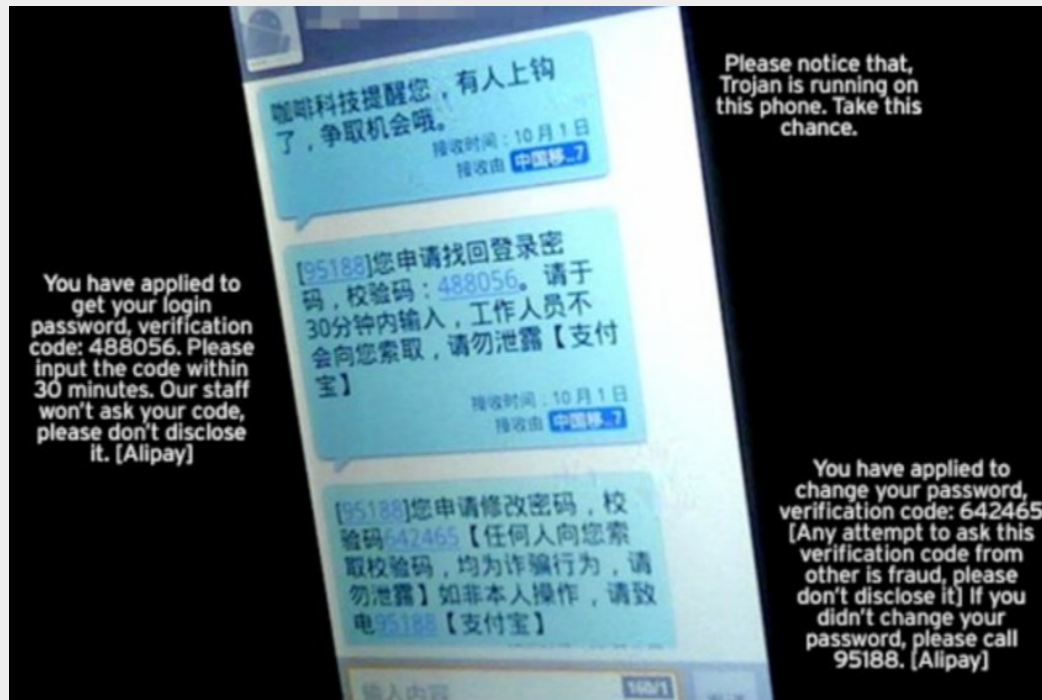 咖啡科技提醒您，有人上钩
了，争取机会哦。
接收时间：10月1日
接收由 中国移..7
[95188]您申请找回登录密
码，校验码：488056。请于
30分钟内输入，工作人员不
会向您索取，请勿泄露【支付
宝】
接收时间：10月1日
接收由 中国移..7
[95188]您申请修改密码，校
验码642465【任何人向您索
取校验码，均为诈骗行为，请
勿泄露】如非本人操作，请致
电95188【支付宝】
输入内容
160/1
Please notice that,
Trojan is running on
this phone. Take this
chance.
You have applied to
get your login
password, verification
code: 488056. Please
input the code within
30 minutes. Our staff
won't ask your code,
please don't disclose
it. [Alipay]
You have applied to
change your password,
verification code: 642465
[Any attempt to ask this
verification code from
other is fraud, please
don't disclose it] If you
didn't change your
password, please call
95188. [Alipay]